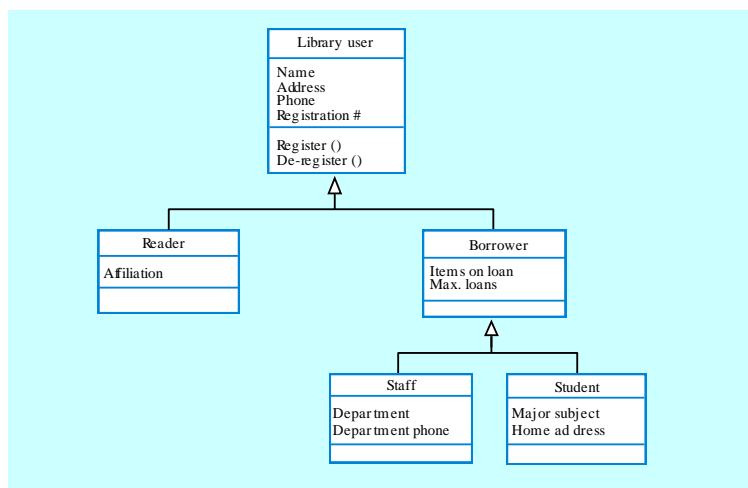 Library user
Name
Address
Phone
Registration #
Register ()
De-register ()
Reader
Affiliation
Borrower
Items on loan
Max. loans
Staff
Department
Department phone
Student
Major subject
Home ad dress